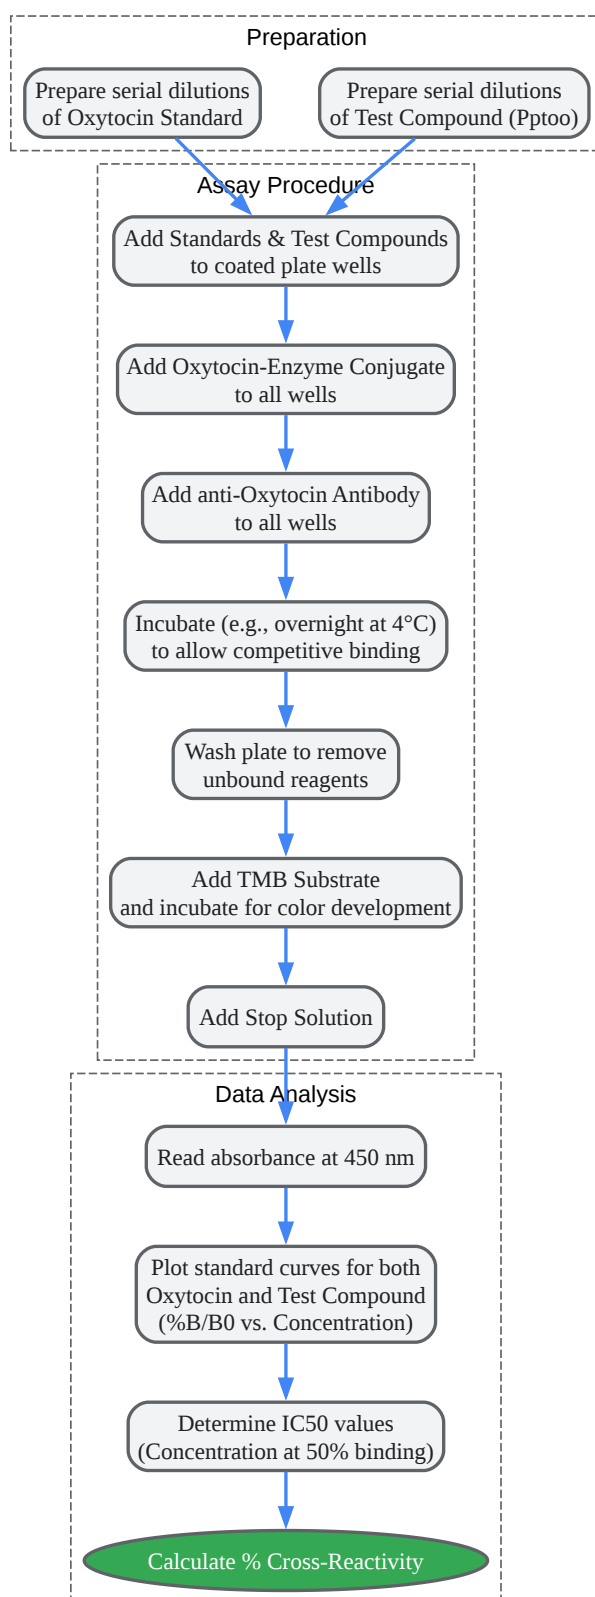 Preparation
Prepare serial dilutions
of Oxytocin Standard
Prepare serial dilutions
of Test Compound (Pptoo)
Assay Procedure
Add Standards & Test Compounds
to coated plate wells
Add Oxytocin-Enzyme Conjugate
to all wells
Add anti-Oxytocin Antibody
to all wells
Incubate (e.g., overnight at 4°C)
to allow competitive binding
Wash plate to remove
unbound reagents
Add TMB Substrate
and incubate for color development
Add Stop Solution
Data Analysis
Read absorbance at 450 nm
Plot standard curves for both
Oxytocin and Test Compound
(%B/B0 vs. Concentration)
Determine IC50 values
(Concentration at 50% binding)
Calculate % Cross-Reactivity